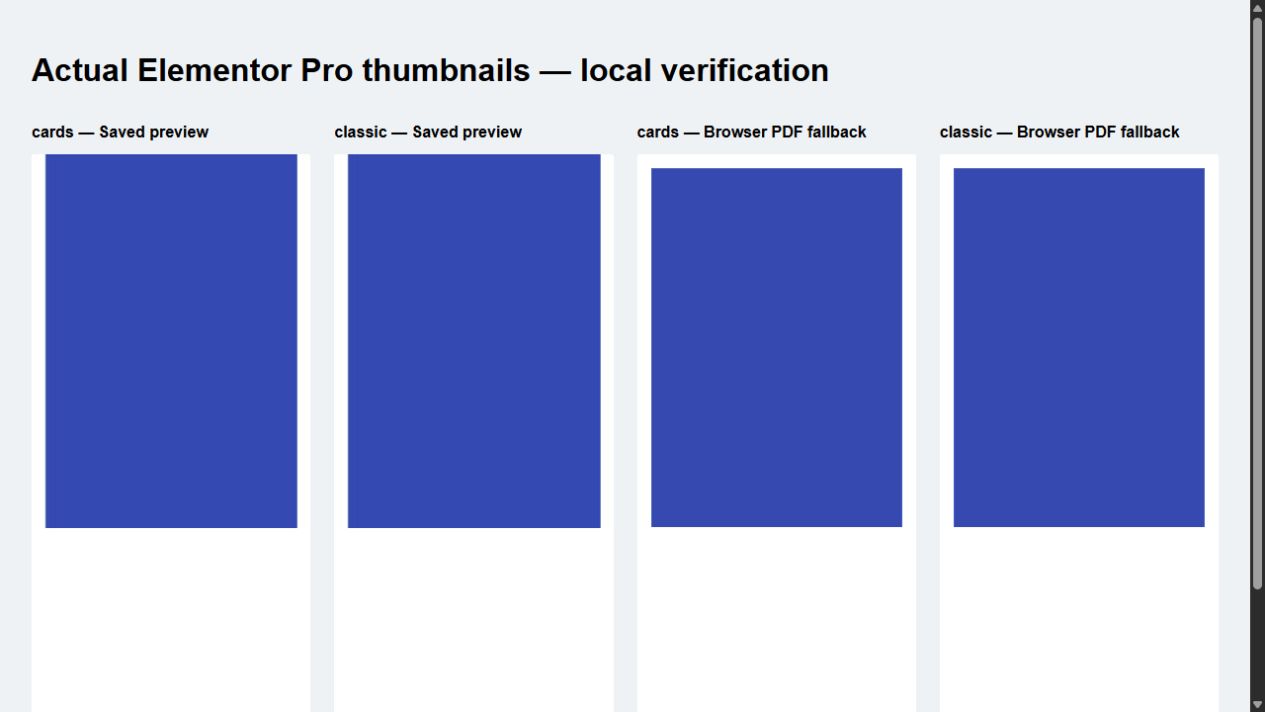 Actual Elementor Pro thumbnails — local verification
cards — Saved preview
classic — Saved preview
cards — Browser PDF fallback
classic — Browser PDF fallback